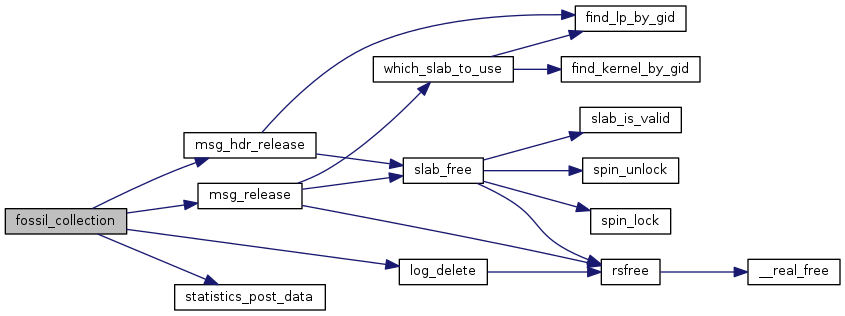 find_lp_by_gid
which_slab_to_use
find_kernel_by_gid
slab_is_valid
msg_hdr_release
slab_free
spin_unlock
msg_release
fossil_collection
spin_lock
log_delete
rsfree
__real_free
statistics_post_data